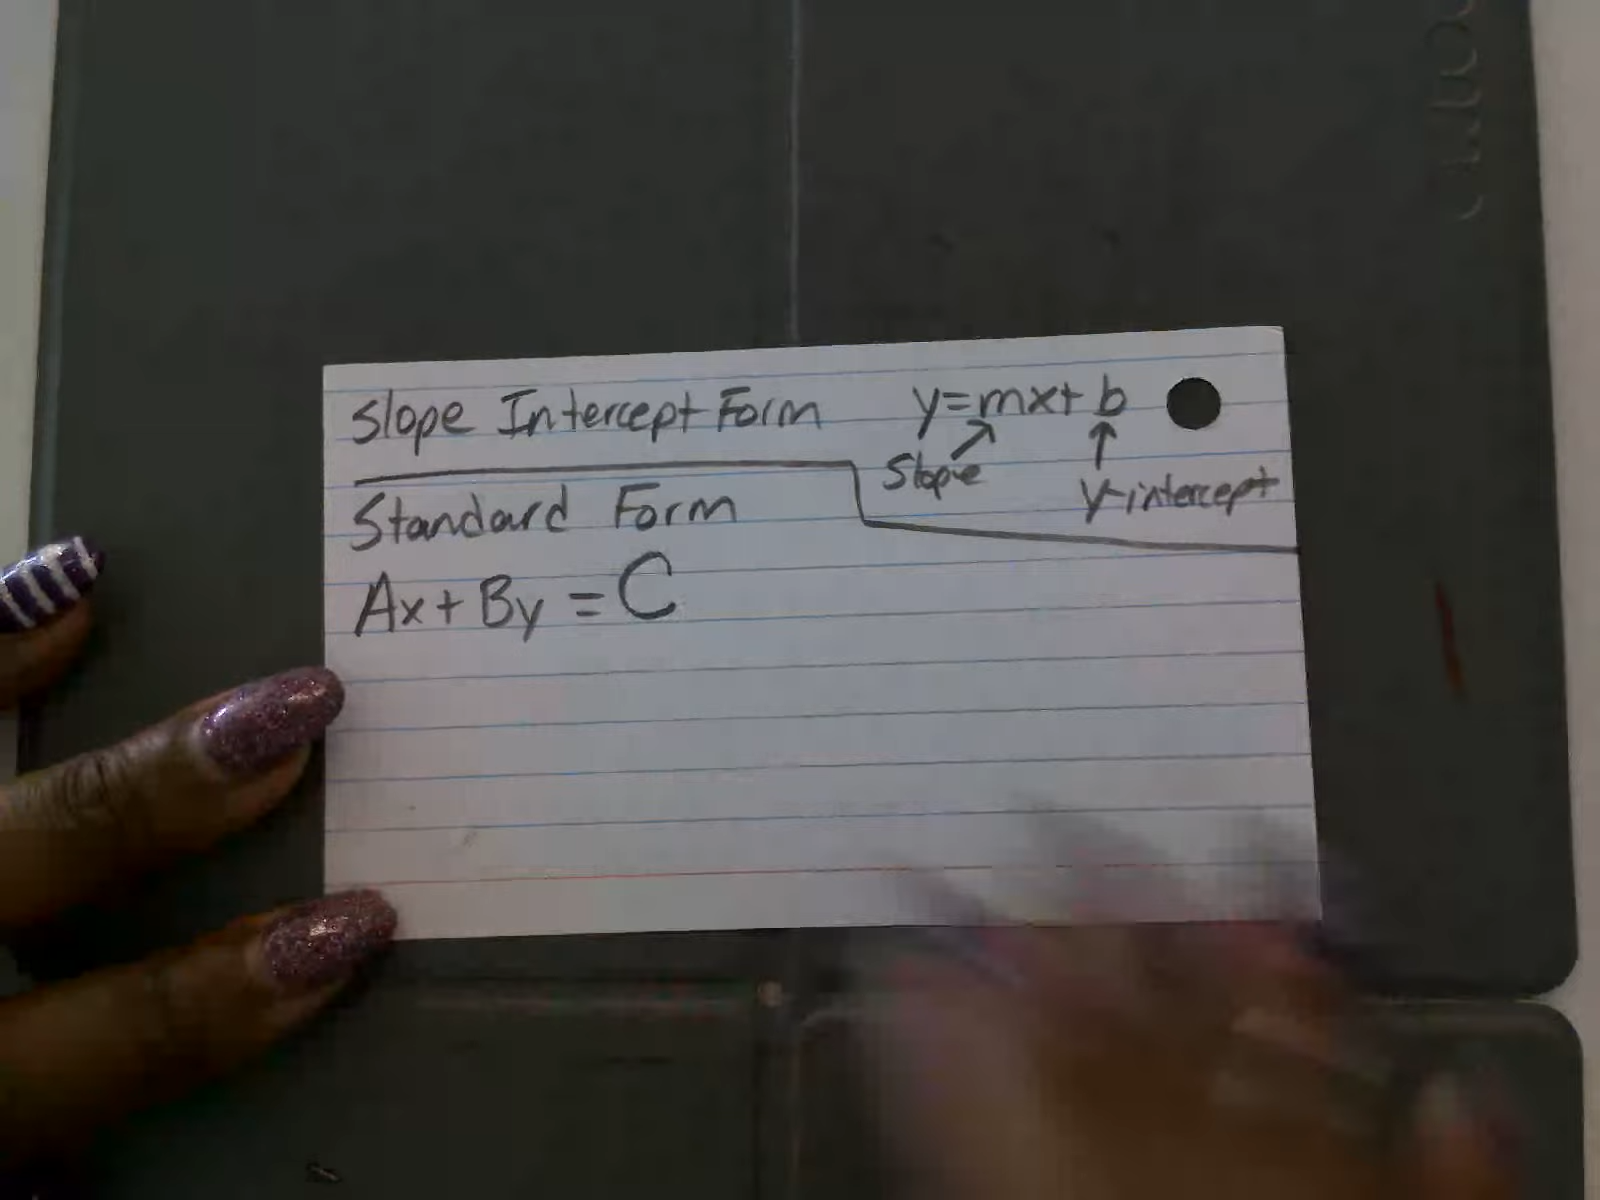 Slope Intercept Form y=mx+b
Slope y-intercept
Standard Form
Ax + By = C